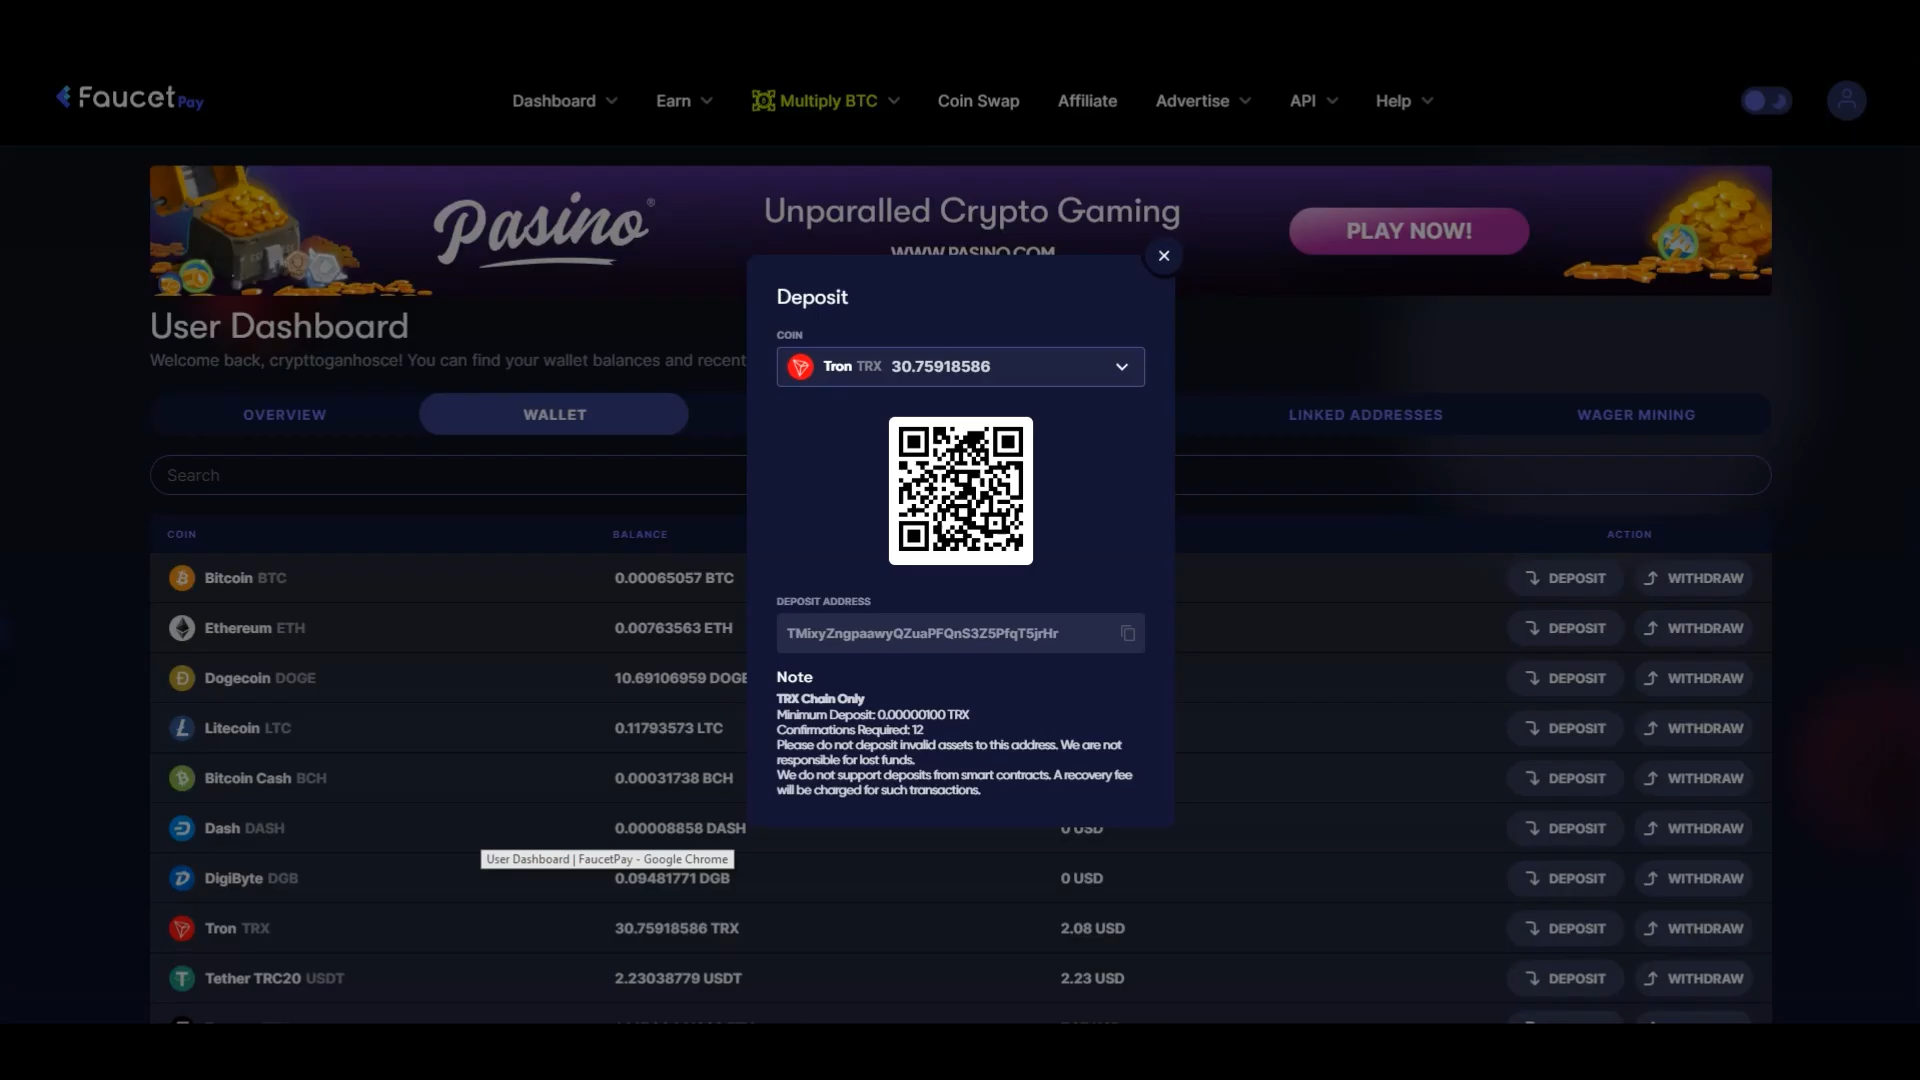 FaucetPay
Dashboard Earn Multiply BTC Coin Swap Affiliate Advertise API Help
Pasino®
Unparalled Crypto Gaming
WWW.PASINO.COM
PLAY NOW!
User Dashboard
Welcome back, crypttoganhosce! You can find your wallet balances and recent
OVERVIEW WALLET LINKED ADDRESSES WAGER MINING
Search
COIN BALANCE ACTION
Bitcoin BTC 0.00065057 BTC DEPOSIT WITHDRAW
Ethereum ETH 0.00763563 ETH DEPOSIT WITHDRAW
Dogecoin DOGE 10.69106959 DOGE DEPOSIT WITHDRAW
Litecoin LTC 0.11793573 LTC DEPOSIT WITHDRAW
Bitcoin Cash BCH 0.00031738 BCH DEPOSIT WITHDRAW
Dash DASH 0.00008858 DASH 0 USD DEPOSIT WITHDRAW
User Dashboard | FaucetPay - Google Chrome
DigiByte DGB 0.09481771 DGB 0 USD DEPOSIT WITHDRAW
Tron TRX 30.75918586 TRX 2.08 USD DEPOSIT WITHDRAW
Tether TRC20 USDT 2.23038779 USDT 2.23 USD DEPOSIT WITHDRAW
Deposit
COIN
Tron TRX 30.75918586
DEPOSIT ADDRESS
TMixyZngpaawyQZuaPFQnS3Z5PfqT5jrHr
Note
TRX Chain Only
Minimum Deposit: 0.00000100 TRX
Confirmations Required: 12
Please do not deposit invalid assets to this address. We are not
responsible for lost funds.
We do not support deposits from smart contracts. A recovery fee
will be charged for such transactions.